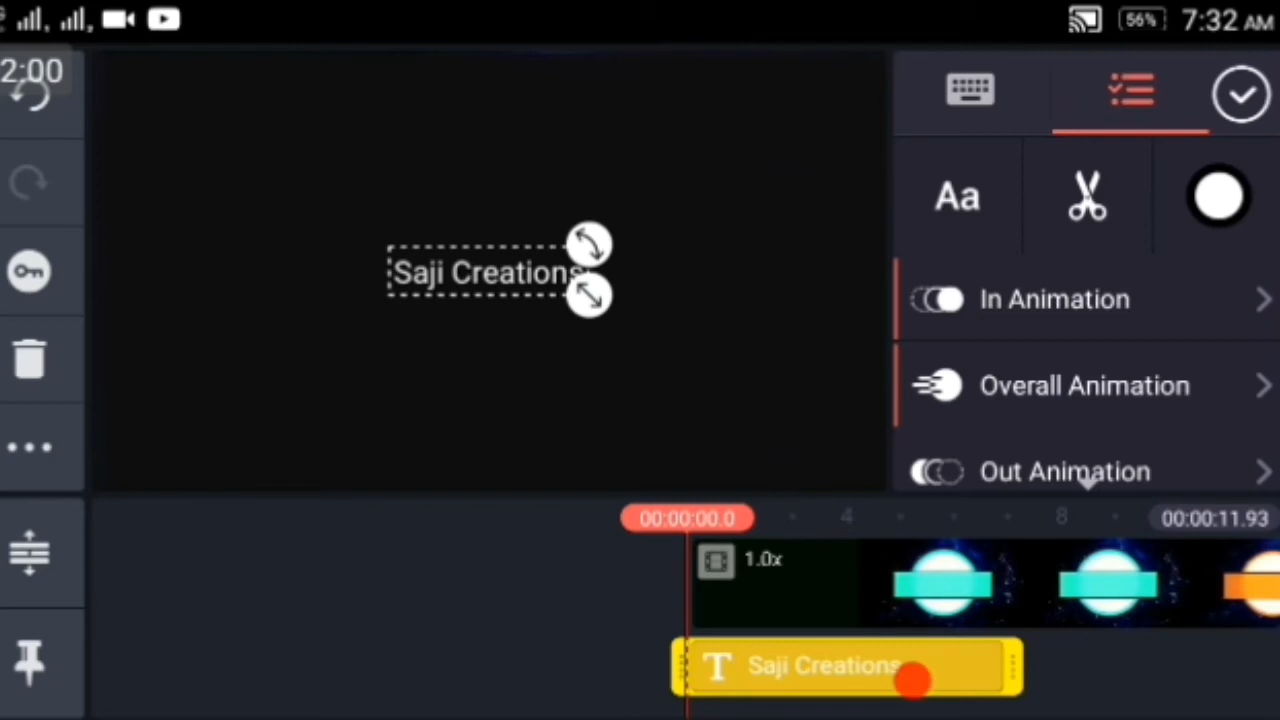 56%
7:32 AM
2:00
Aa
Saji Creations
In Animation
Overall Animation
Out Animation
00:00:00.0
4
8
00:00:11.93
1.0x
T
Saji Creations